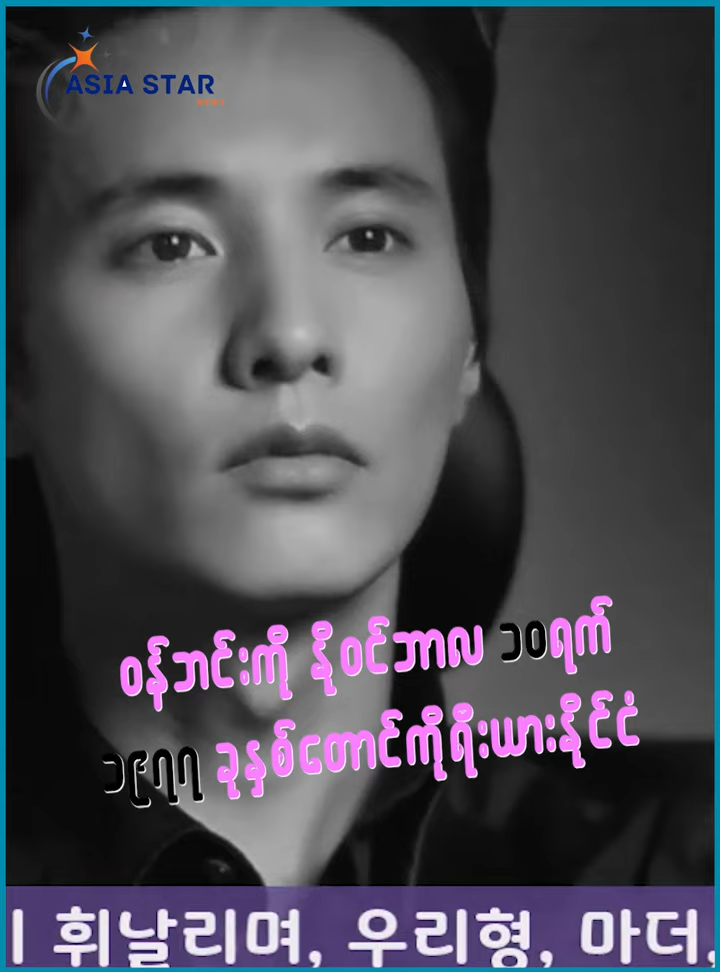 ASIA STAR
NEWS
ဝန်ဘင်းကို နိုဝင်ဘာလ ၁၀ရက်
၁၉၇၇ ခုနှစ်တောင်ကိုရီးယားနိုင်ငံ
휘날리며, 우리형, 마더,